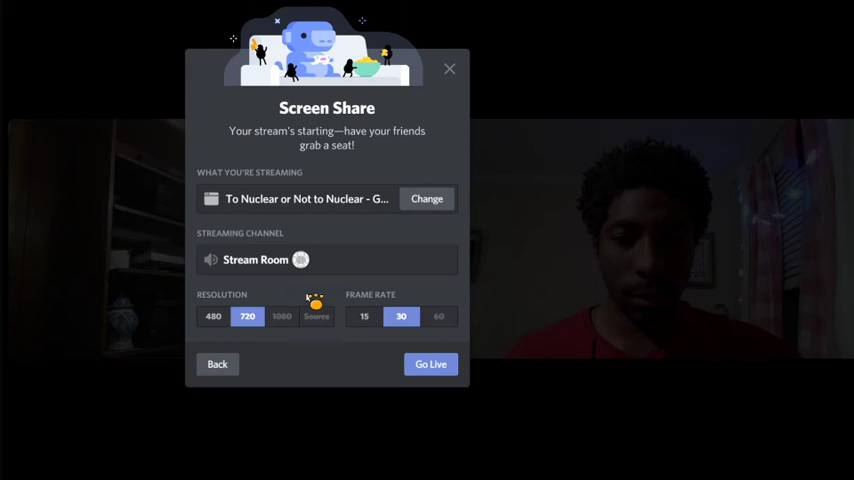 Screen Share
Your stream's starting—have your friends
grab a seat!
WHAT YOU'RE STREAMING
To Nuclear or Not to Nuclear - G...
Change
STREAMING CHANNEL
Stream Room
RESOLUTION
FRAME RATE
480 720 1080 Source
15 30 60
Back
Go Live